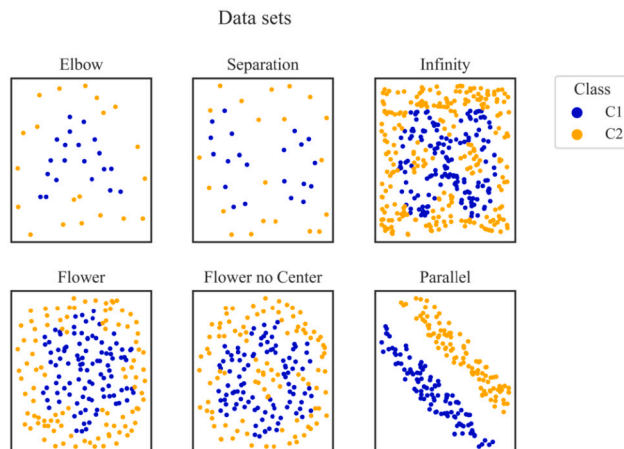 Data sets
Elbow
Separation
Infinity
Class
C1
C2
Flower
Flower no Center
Parallel